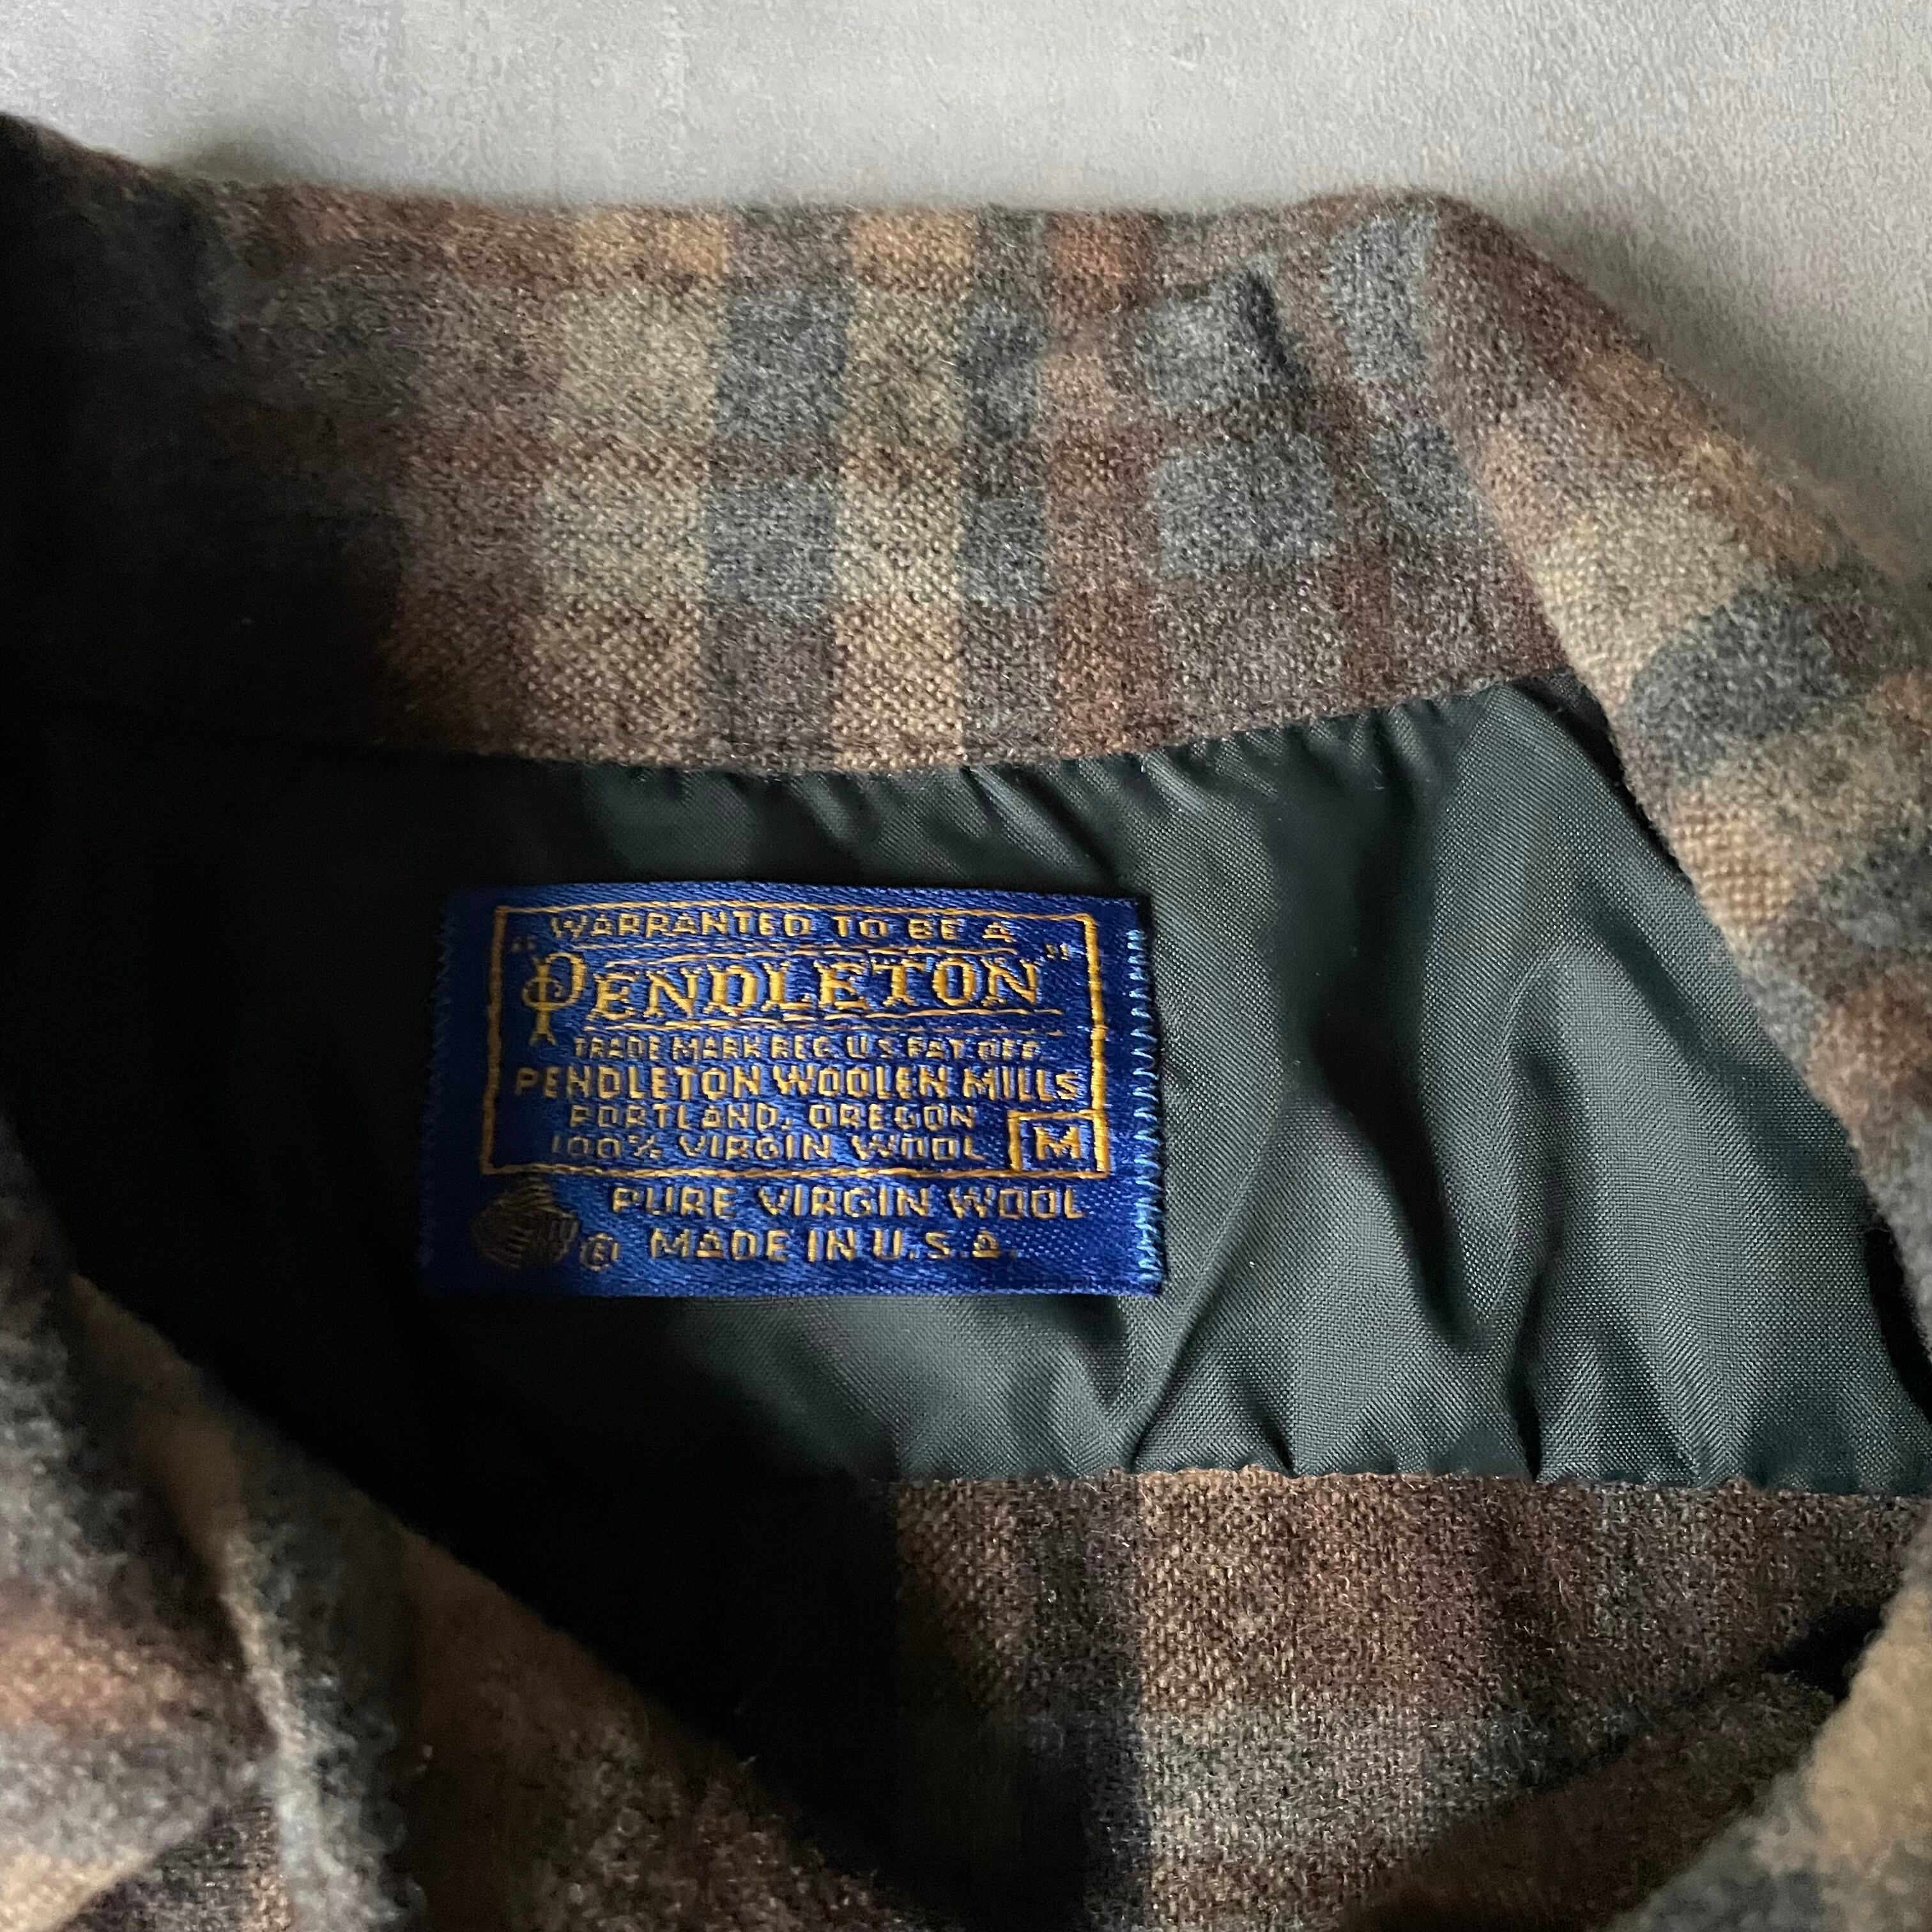 WARRANTED TO BE A
"PENDLETON"
TRADE MARK REG. U.S. PAT. OFF.
PENDLETON WOOLEN MILLS
PORTLAND, OREGON
100% VIRGIN WOOL M
PURE VIRGIN WOOL
® MADE IN U.S.A.